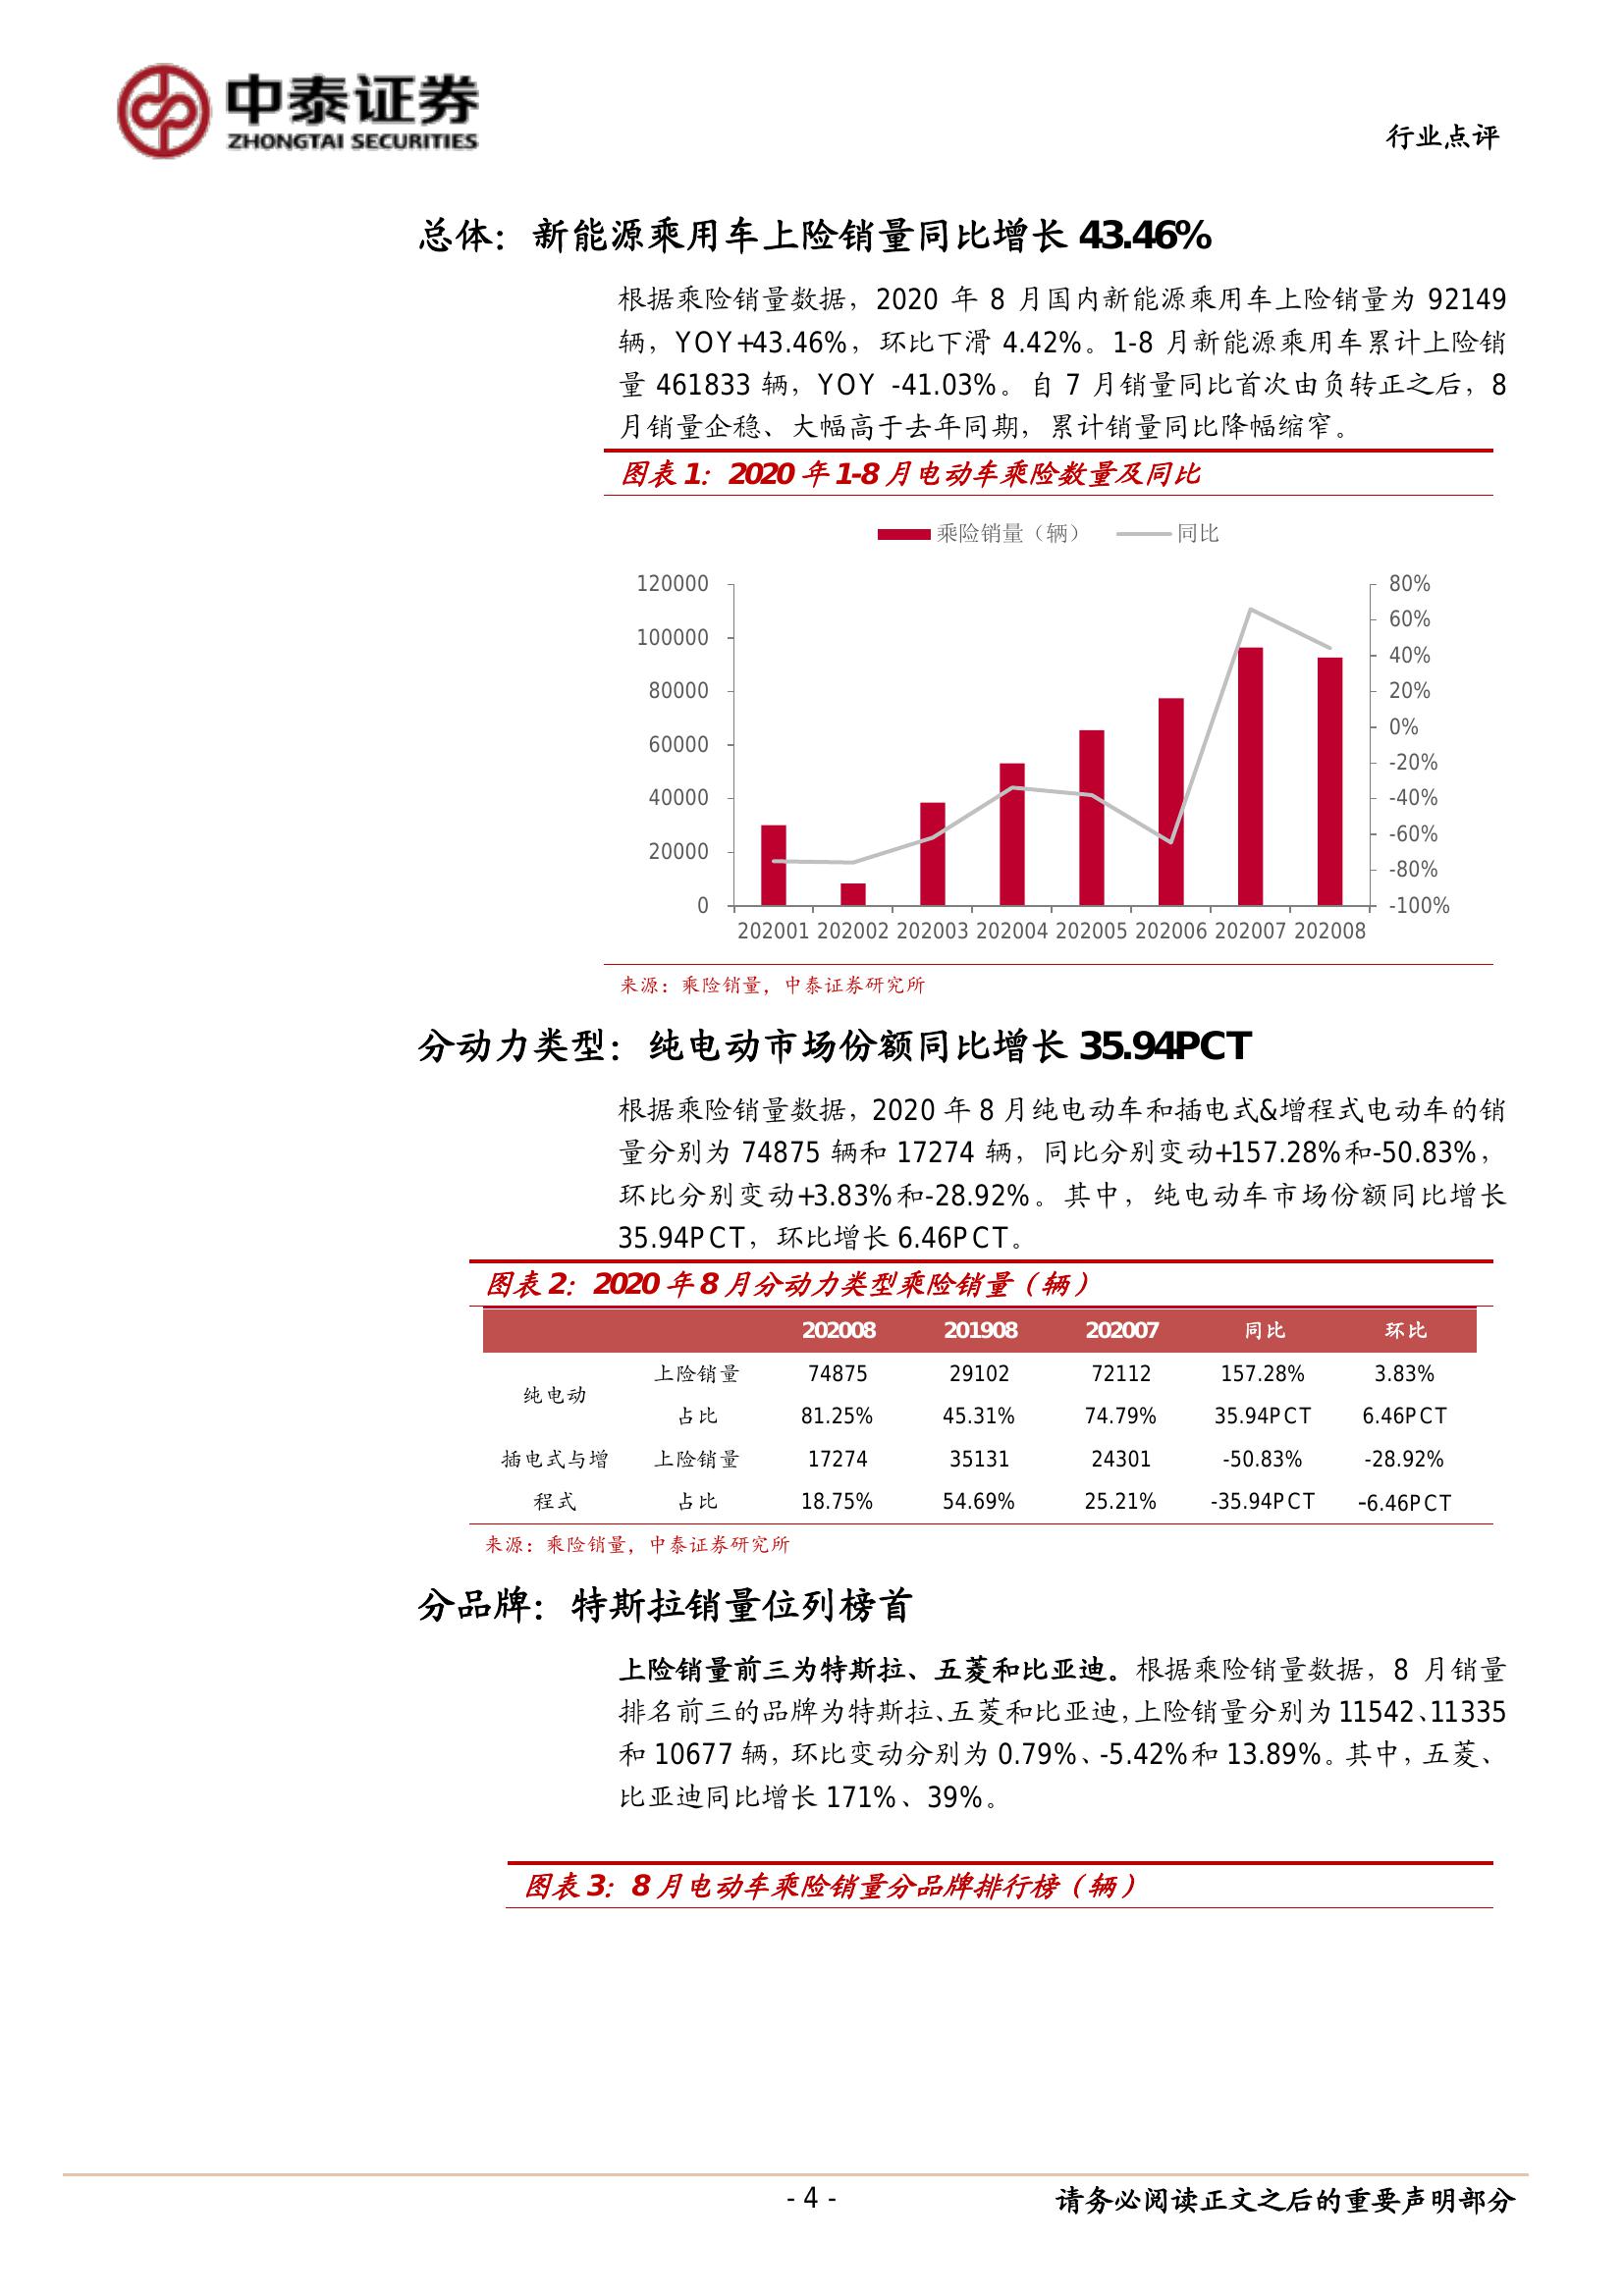 中泰证券
ZHONGTAI SECURITIES
行业点评
总体：新能源乘用车上险销量同比增长 43.46%
根据乘险销量数据，2020 年 8 月国内新能源乘用车上险销量为 92149
辆，YOY+43.46%，环比下滑 4.42%。1-8 月新能源乘用车累计上险销
量 461833 辆，YOY -41.03%。自 7 月销量同比首次由负转正之后，8
月销量企稳、大幅高于去年同期，累计销量同比降幅缩窄。
图表 1：2020 年 1-8 月电动车乘险数量及同比
乘险销量（辆） 同比
120000 80%
100000 60%
80000 40%
60000 20%
40000 0%
20000 -20%
0 -40%
-60%
-80%
-100%
202001 202002 202003 202004 202005 202006 202007 202008
来源：乘险销量，中泰证券研究所
分动力类型：纯电动市场份额同比增长 35.94PCT
根据乘险销量数据，2020 年 8 月纯电动车和插电式&增程式电动车的销
量分别为 74875 辆和 17274 辆，同比分别变动+157.28%和-50.83%，
环比分别变动+3.83%和-28.92%。其中，纯电动车市场份额同比增长
35.94PCT，环比增长 6.46PCT。
图表 2：2020 年 8 月分动力类型乘险销量（辆）
202008 201908 202007 同比 环比
纯电动 上险销量 74875 29102 72112 157.28% 3.83%
占比 81.25% 45.31% 74.79% 35.94PCT 6.46PCT
插电式与增 上险销量 17274 35131 24301 -50.83% -28.92%
程式 占比 18.75% 54.69% 25.21% -35.94PCT -6.46PCT
来源：乘险销量，中泰证券研究所
分品牌：特斯拉销量位列榜首
上险销量前三为特斯拉、五菱和比亚迪。根据乘险销量数据，8 月销量
排名前三的品牌为特斯拉、五菱和比亚迪，上险销量分别为 11542、11335
和 10677 辆，环比变动分别为 0.79%、-5.42%和 13.89%。其中，五菱、
比亚迪同比增长 171%、39%。
图表 3：8 月电动车乘险销量分品牌排行榜（辆）
- 4 -
请务必阅读正文之后的重要声明部分